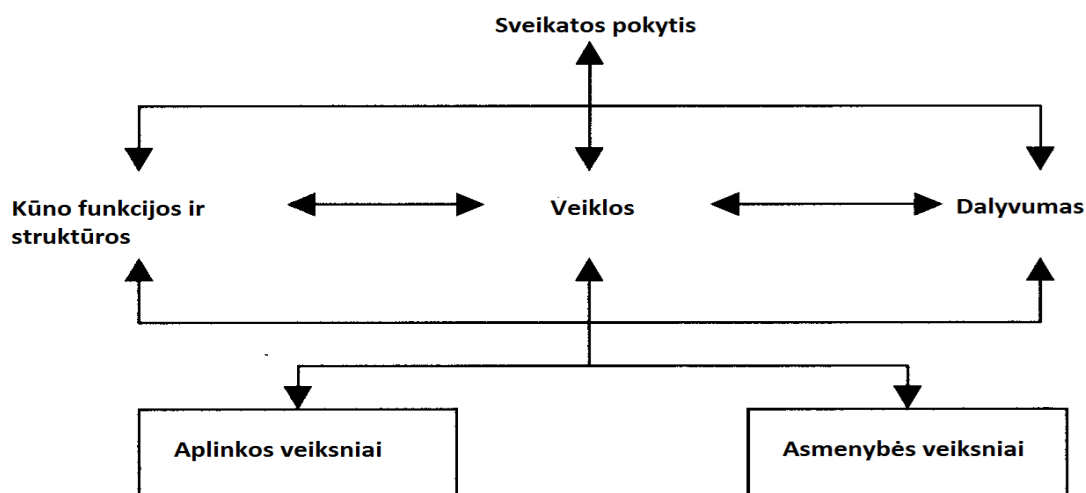 Sveikatos pokytis
Kūno funkcijos ir
struktūros
Veiklos
Dalyvumas
Aplinkos veiksniai
Asmenybės veiksniai